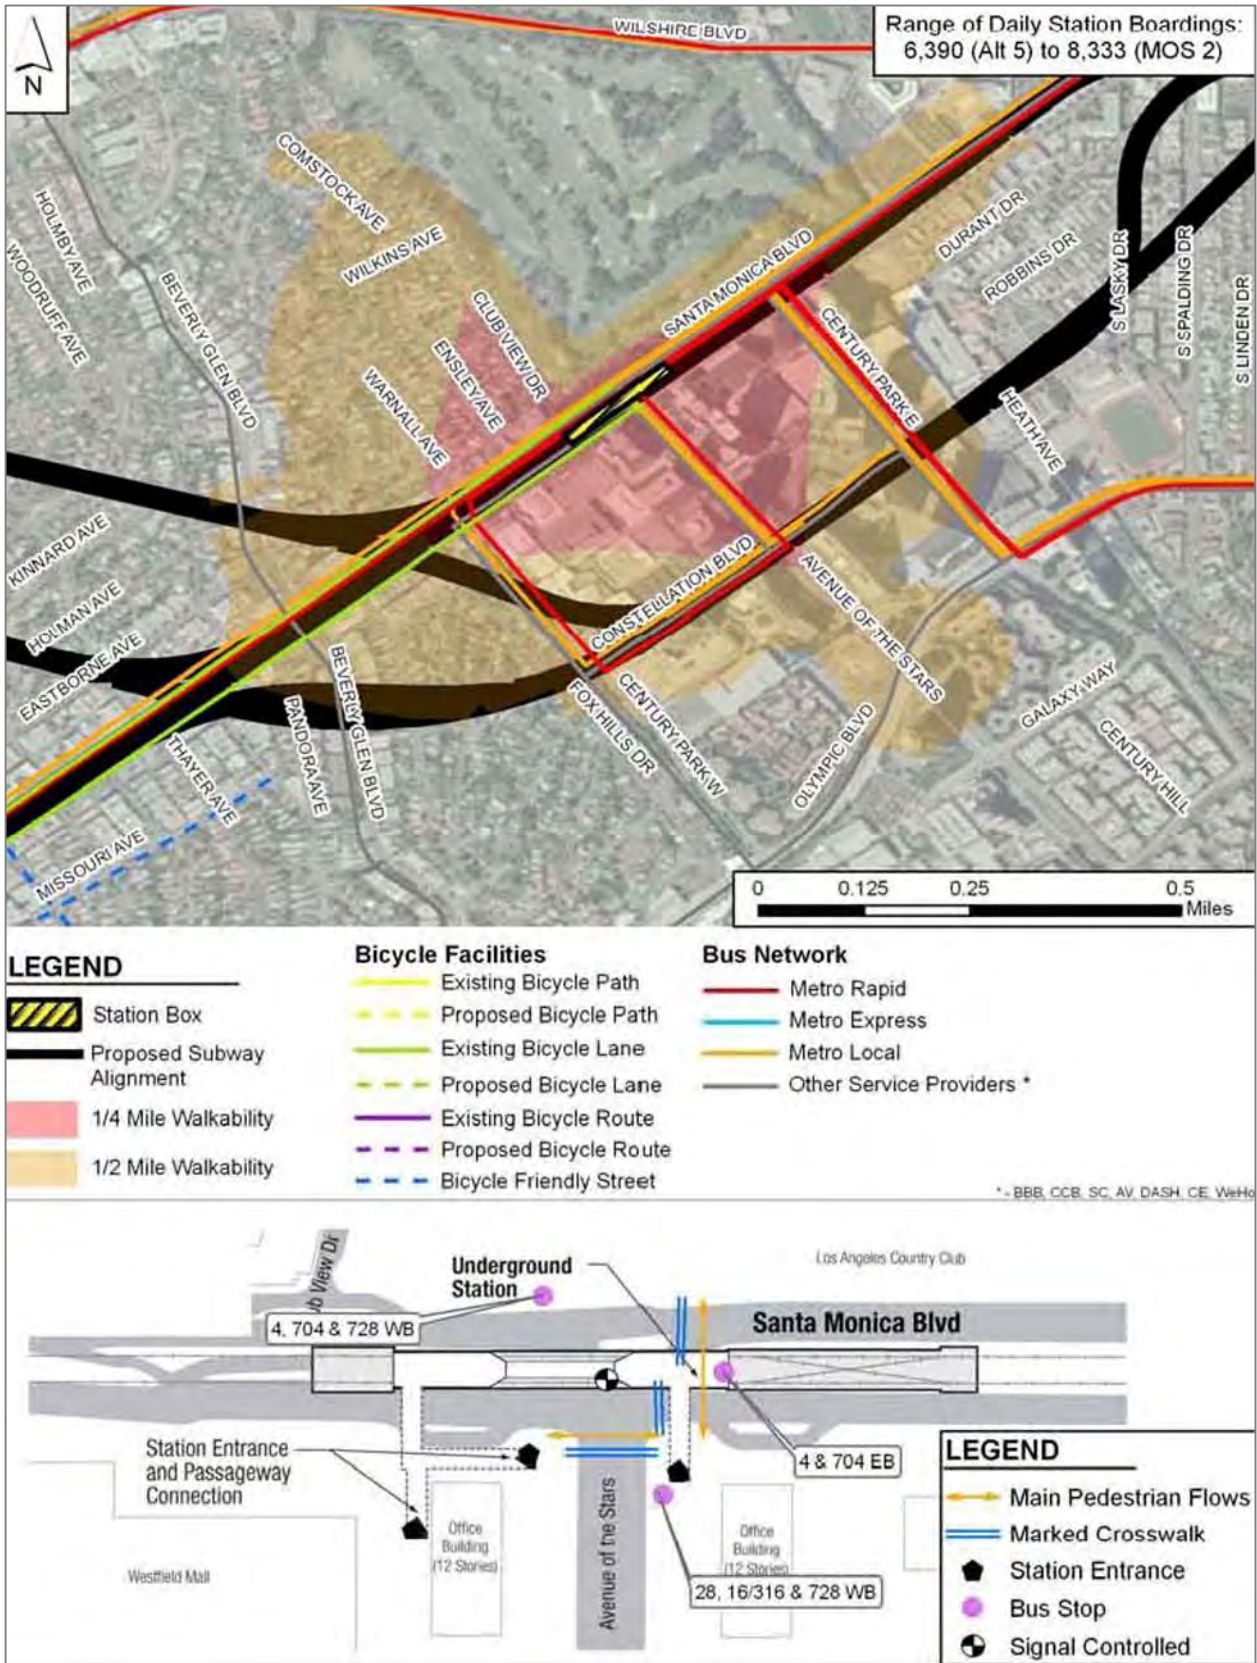 WILSHIRE BLVD
Range of Daily Station Boardings:
6,390 (Alt 5) to 8,333 (MOS 2)
N
COMSTOCK AVE
HOLMBY AVE
WILKINS AVE
WOODRUFF AVE
BEVERLY GLEN BLVD
CLUB VIEW DR
ENSLEY AVE
WARNALL AVE
SANTA MONICA BLVD
DURANT DR
ROBBINS DR
S LASKY DR
S SPALDING DR
S LINDEN DR
CENTURY PARK E
HEATH AVE
KINNARD AVE
HOLMAN AVE
EASTBORNE AVE
CONSTELLATION BLVD
AVENUE OF THE STARS
BEVERLY GLEN BLVD
PANDORA AVE
THAYER AVE
MISSOURI AVE
FOX HILLS DR
CENTURY PARK W
OLYMPIC BLVD
GALAXY WAY
CENTURY HILL
0 0.125 0.25 0.5
Miles
LEGEND
Station Box
Proposed Subway
Alignment
1/4 Mile Walkability
1/2 Mile Walkability
Bicycle Facilities
Existing Bicycle Path
Proposed Bicycle Path
Existing Bicycle Lane
Proposed Bicycle Lane
Existing Bicycle Route
Proposed Bicycle Route
Bicycle Friendly Street
Bus Network
Metro Rapid
Metro Express
Metro Local
Other Service Providers *
* - BBB, CCB, SC, AV, DASH, CE, WeHo
ub View Dr
Underground
Station
Los Angeles Country Club
4, 704 & 728 WB
Santa Monica Blvd
Station Entrance
and Passageway
Connection
4 & 704 EB
Office
Building
(12 Stories)
Avenue of the Stars
Office
Building
(12 Stories)
Westfield Mall
28, 16/316 & 728 WB
LEGEND
Main Pedestrian Flows
Marked Crosswalk
Station Entrance
Bus Stop
Signal Controlled